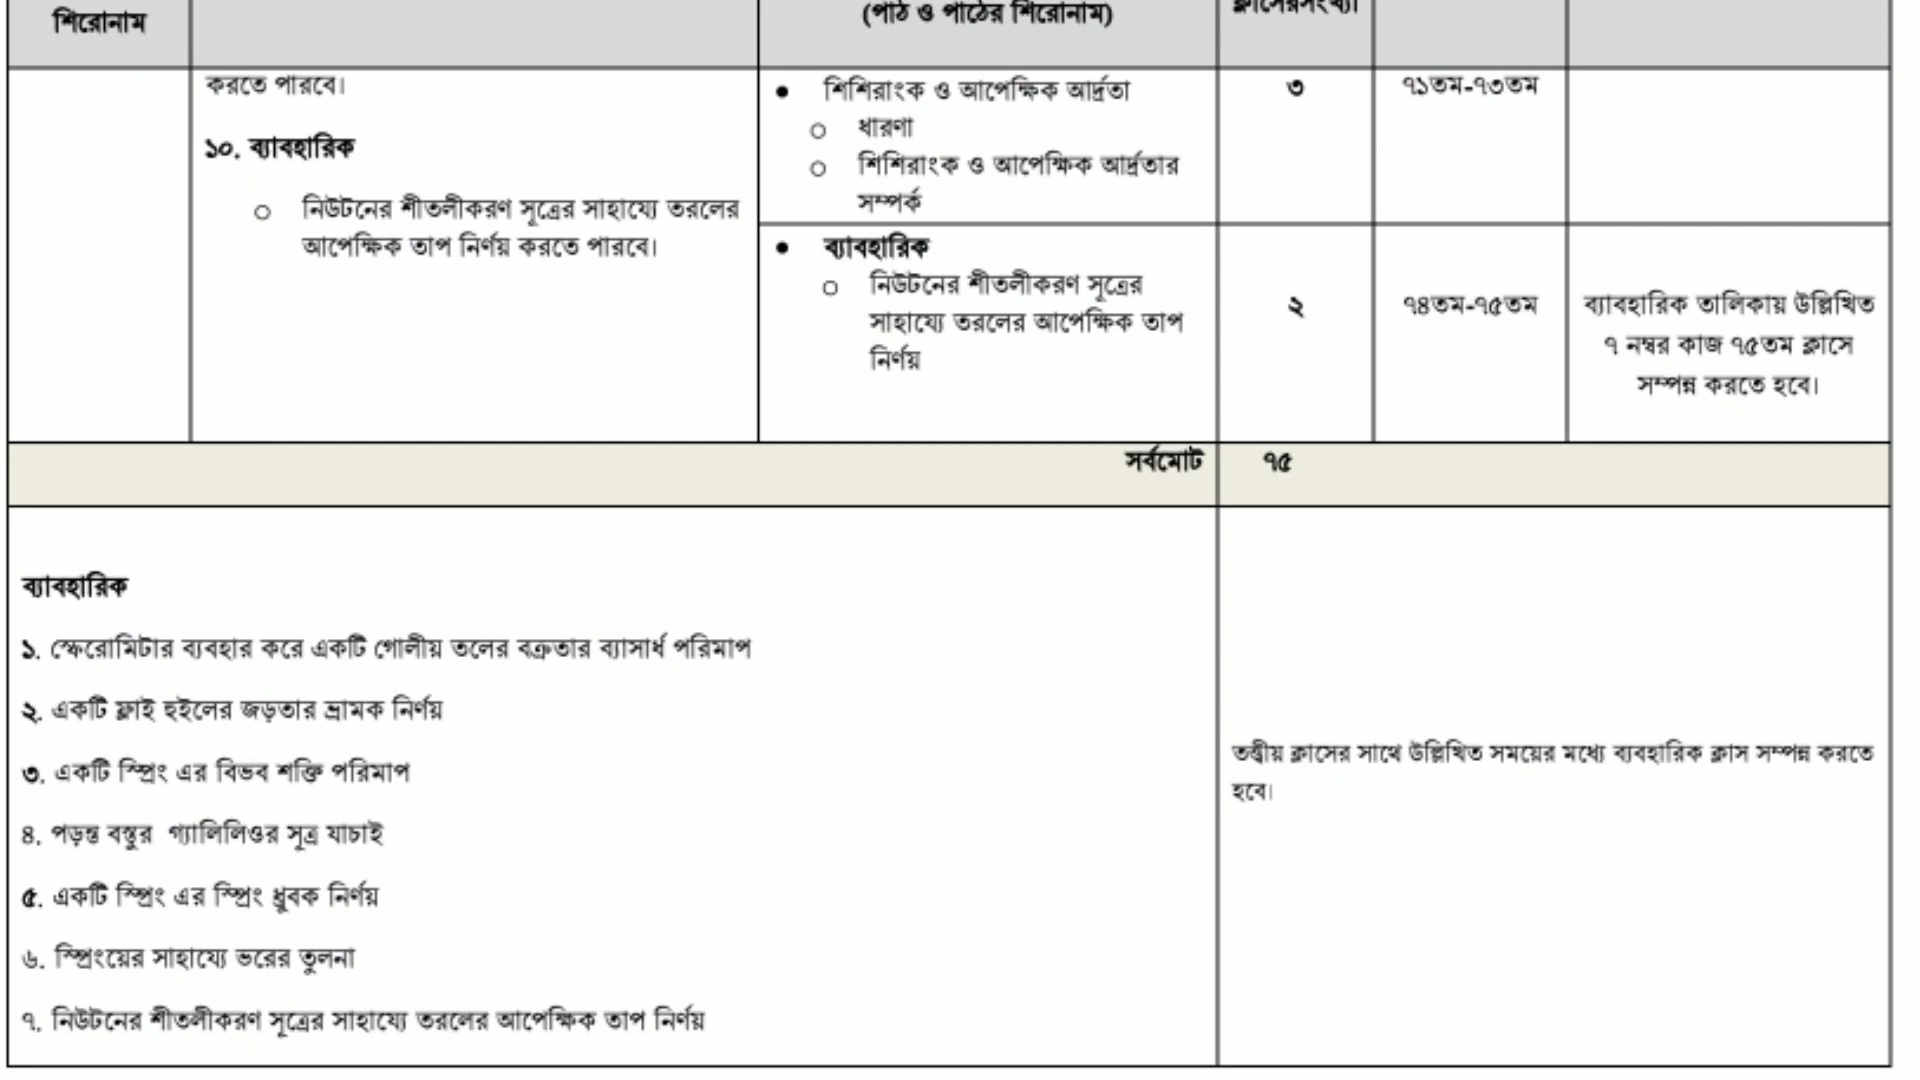 শিরোনাম
(পাঠ ও পাঠের শিরোনাম)
ক্লাসেরসংখ্যা
করতে পারবে।
১০. ব্যাবহারিক
○ নিউটনের শীতলীকরণ সূত্রের সাহায্যে তরলের
আপেক্ষিক তাপ নির্ণয় করতে পারবে।
● শিশিরাংক ও আপেক্ষিক আর্দ্রতা
○ ধারণা
○ শিশিরাংক ও আপেক্ষিক আর্দ্রতার
সম্পর্ক
৩
৭১তম-৭৩তম
● ব্যাবহারিক
○ নিউটনের শীতলীকরণ সূত্রের
সাহায্যে তরলের আপেক্ষিক তাপ
নির্ণয়
২
৭৪তম-৭৫তম
ব্যাবহারিক তালিকায় উল্লিখিত
৭ নম্বর কাজ ৭৫তম ক্লাসে
সম্পন্ন করতে হবে।
সর্বমোট
৭৫
ব্যাবহারিক
১. স্ফেরোমিটার ব্যবহার করে একটি গোলীয় তলের বক্রতার ব্যাসার্ধ পরিমাপ
২. একটি ফ্লাই হুইলের জড়তার ভ্রামক নির্ণয়
৩. একটি স্প্রিং এর বিভব শক্তি পরিমাপ
৪. পড়ন্ত বস্তুর গ্যালিলিওর সূত্র যাচাই
৫. একটি স্প্রিং এর স্প্রিং ধ্রুবক নির্ণয়
৬. স্প্রিংয়ের সাহায্যে ভরের তুলনা
৭. নিউটনের শীতলীকরণ সূত্রের সাহায্যে তরলের আপেক্ষিক তাপ নির্ণয়
তত্ত্বীয় ক্লাসের সাথে উল্লিখিত সময়ের মধ্যে ব্যবহারিক ক্লাস সম্পন্ন করতে
হবে।